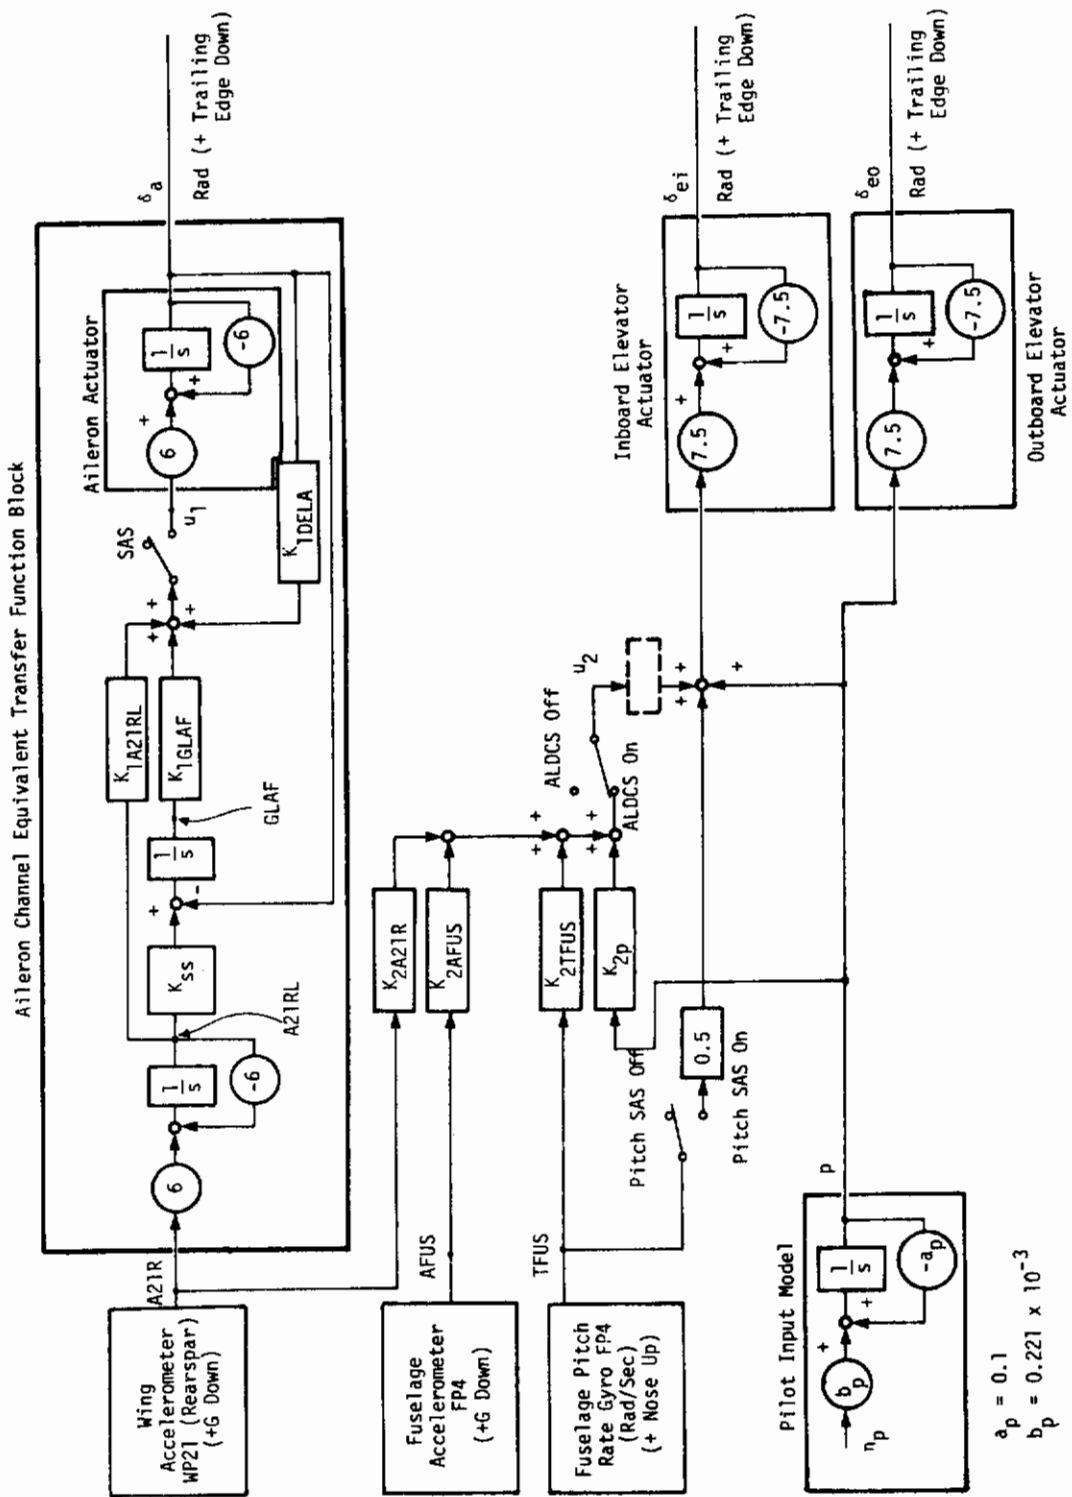 Aileron Channel Equivalent Transfer Function Block
Wing
Accelerometer
WP21 (Rearspar)
(+G Down)
A21R
6
1
s
-6
A21RL
K1A21RL
Kss
+
-
1
s
GLAF
K1GLAF
+
+
+
SAS
u1
K1DELA
Aileron Actuator
6
+
+
1
s
-6
δa
Rad (+ Trailing
Edge Down)
Fuselage
Accelerometer
FP4
(+G Down)
AFUS
K2A21R
K2AFUS
Fuselage Pitch
Rate Gyro FP4
(Rad/Sec)
(+ Nose Up)
TFUS
K2TFUS
K2p
+
+
+
+
ALDCS Off
ALDCS On
u2
Pitch SAS Off
Pitch SAS On
0.5
+
+
+
Inboard Elevator
Actuator
7.5
+
+
1
s
-7.5
δei
Rad (+ Trailing
Edge Down)
Pilot Input Model
ηp
bp
+
+
1
s
-ap
p
ap = 0.1
bp = 0.221 x 10-3
7.5
+
1
s
-7.5
δeo
Rad (+ Trailing
Edge Down)
Outboard Elevator
Actuator